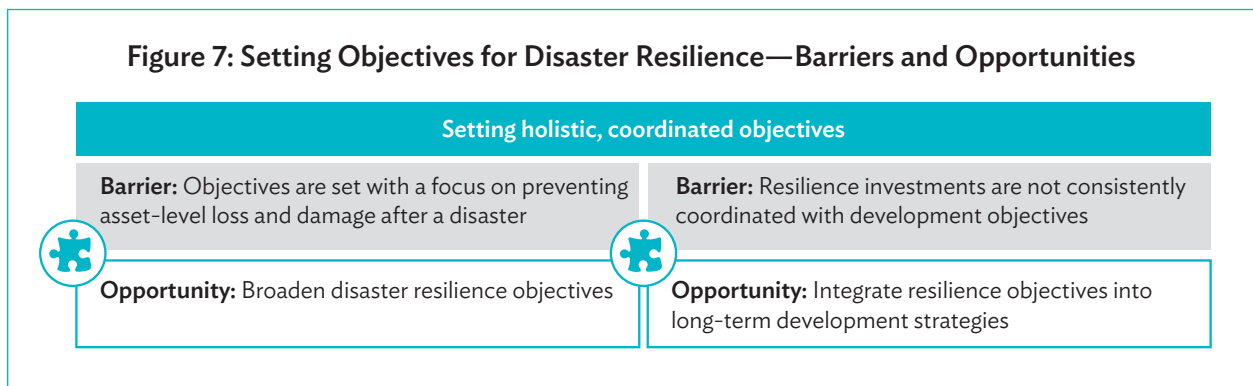 Figure 7: Setting Objectives for Disaster Resilience—Barriers and Opportunities
Setting holistic, coordinated objectives
Barrier: Objectives are set with a focus on preventing
asset-level loss and damage after a disaster
Opportunity: Broaden disaster resilience objectives
Barrier: Resilience investments are not consistently
coordinated with development objectives
Opportunity: Integrate resilience objectives into
long-term development strategies